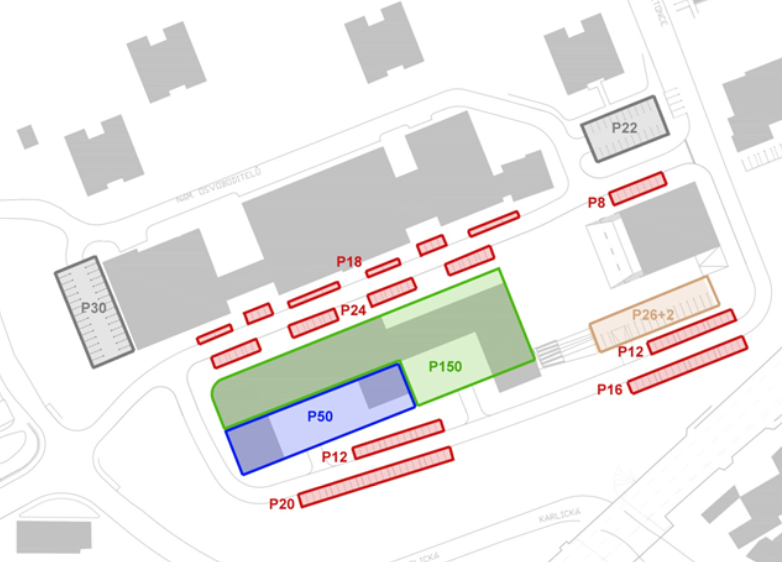 P22
NÁM. OSVOBODITELŮ
P8
P18
P30
P24
P26+2
P12
P150
P16
P50
P12
P20
KARLICKÁ